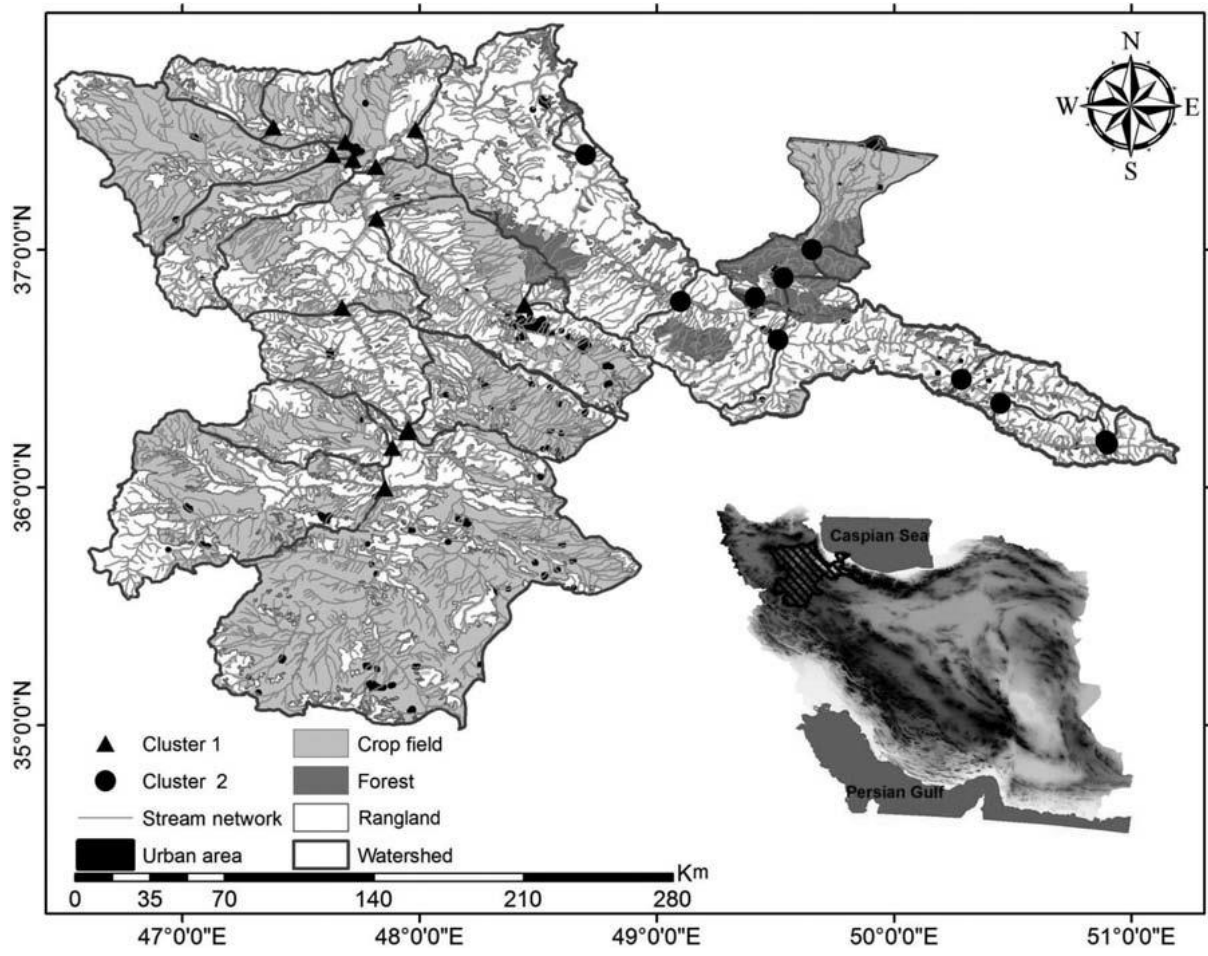 N
W E
S
37°0'0"N
36°0'0"N
35°0'0"N
Caspian Sea
Persian Gulf
Cluster 1
Cluster 2
Stream network
Urban area
Crop field
Forest
Rangland
Watershed
Km
0 35 70 140 210 280
47°0'0"E 48°0'0"E 49°0'0"E 50°0'0"E 51°0'0"E